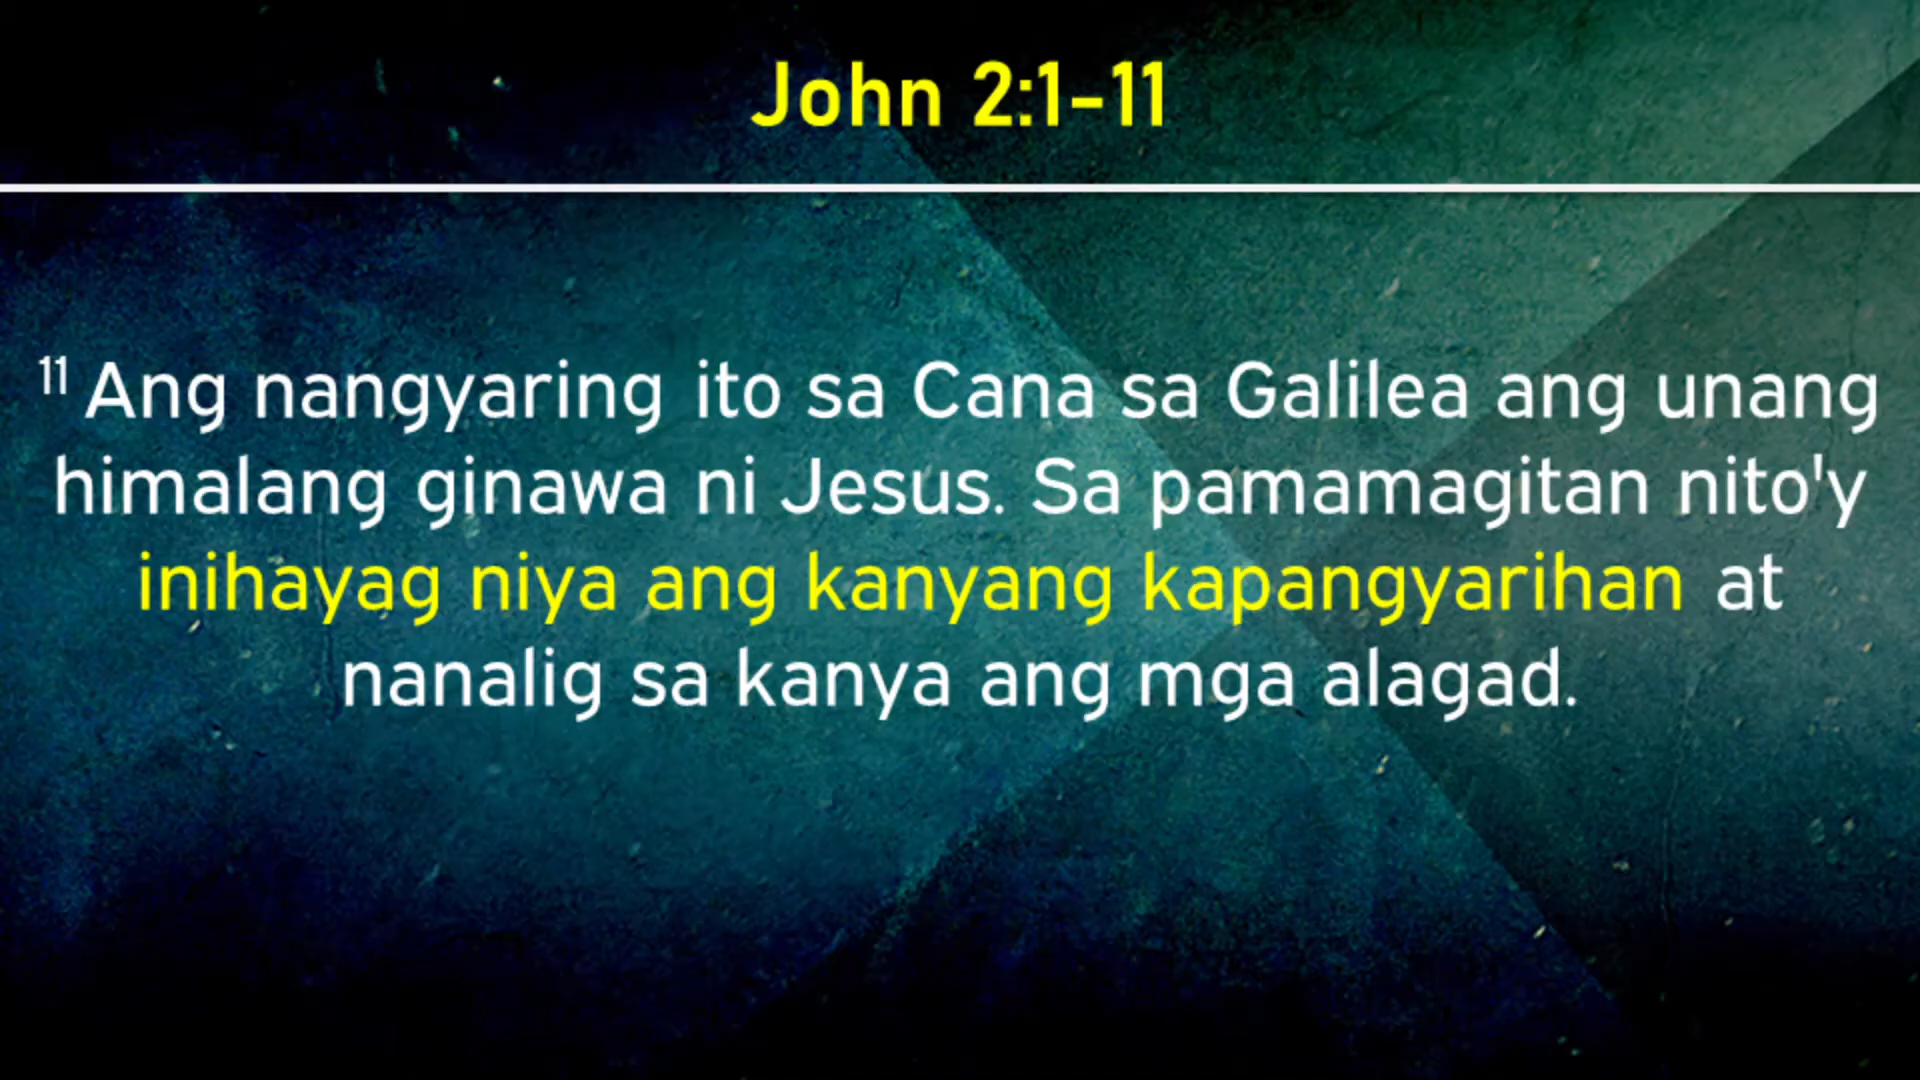 John 2:1-11
11 Ang nangyaring ito sa Cana sa Galilea ang unang
himalang ginawa ni Jesus. Sa pamamagitan nito'y
inihayag niya ang kanyang kapangyarihan at
nanalig sa kanya ang mga alagad.